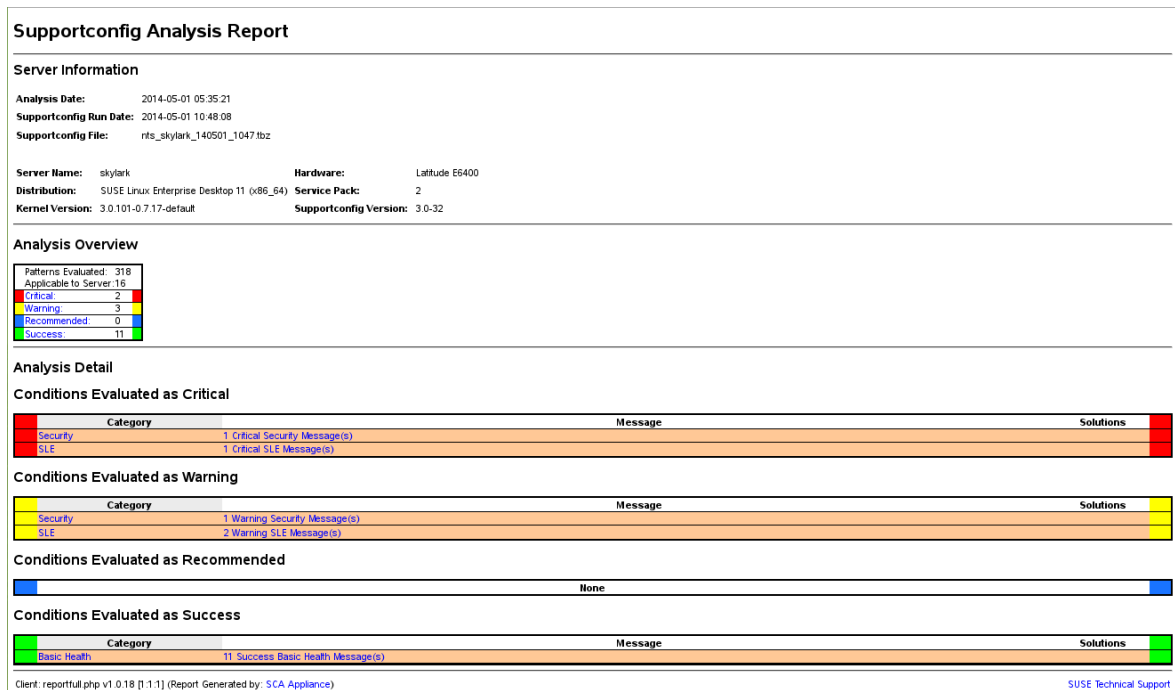 Supportconfig Analysis Report
Server Information
Analysis Date: 2014-05-01 05:35:21
Supportconfig Run Date: 2014-05-01 10:48:08
Supportconfig File: nts_skylark_140501_1047.tbz
Server Name: skylark Hardware: Latitude E6400
Distribution: SUSE Linux Enterprise Desktop 11 (x86_64) Service Pack: 2
Kernel Version: 3.0.101-0.7.17-default Supportconfig Version: 3.0-32
Analysis Overview
Patterns Evaluated: 318
Applicable to Server: 16
Critical: 2
Warning: 3
Recommended: 0
Success: 11
Analysis Detail
Conditions Evaluated as Critical
Category Message Solutions
Security 1 Critical Security Message(s)
SLE 1 Critical SLE Message(s)
Conditions Evaluated as Warning
Category Message Solutions
Security 1 Warning Security Message(s)
SLE 2 Warning SLE Message(s)
Conditions Evaluated as Recommended
None
Conditions Evaluated as Success
Category Message Solutions
Basic Health 11 Success Basic Health Message(s)
Client: reportfull.php v1.0.18 [1:1:1] (Report Generated by: SCA Appliance) SUSE Technical Support